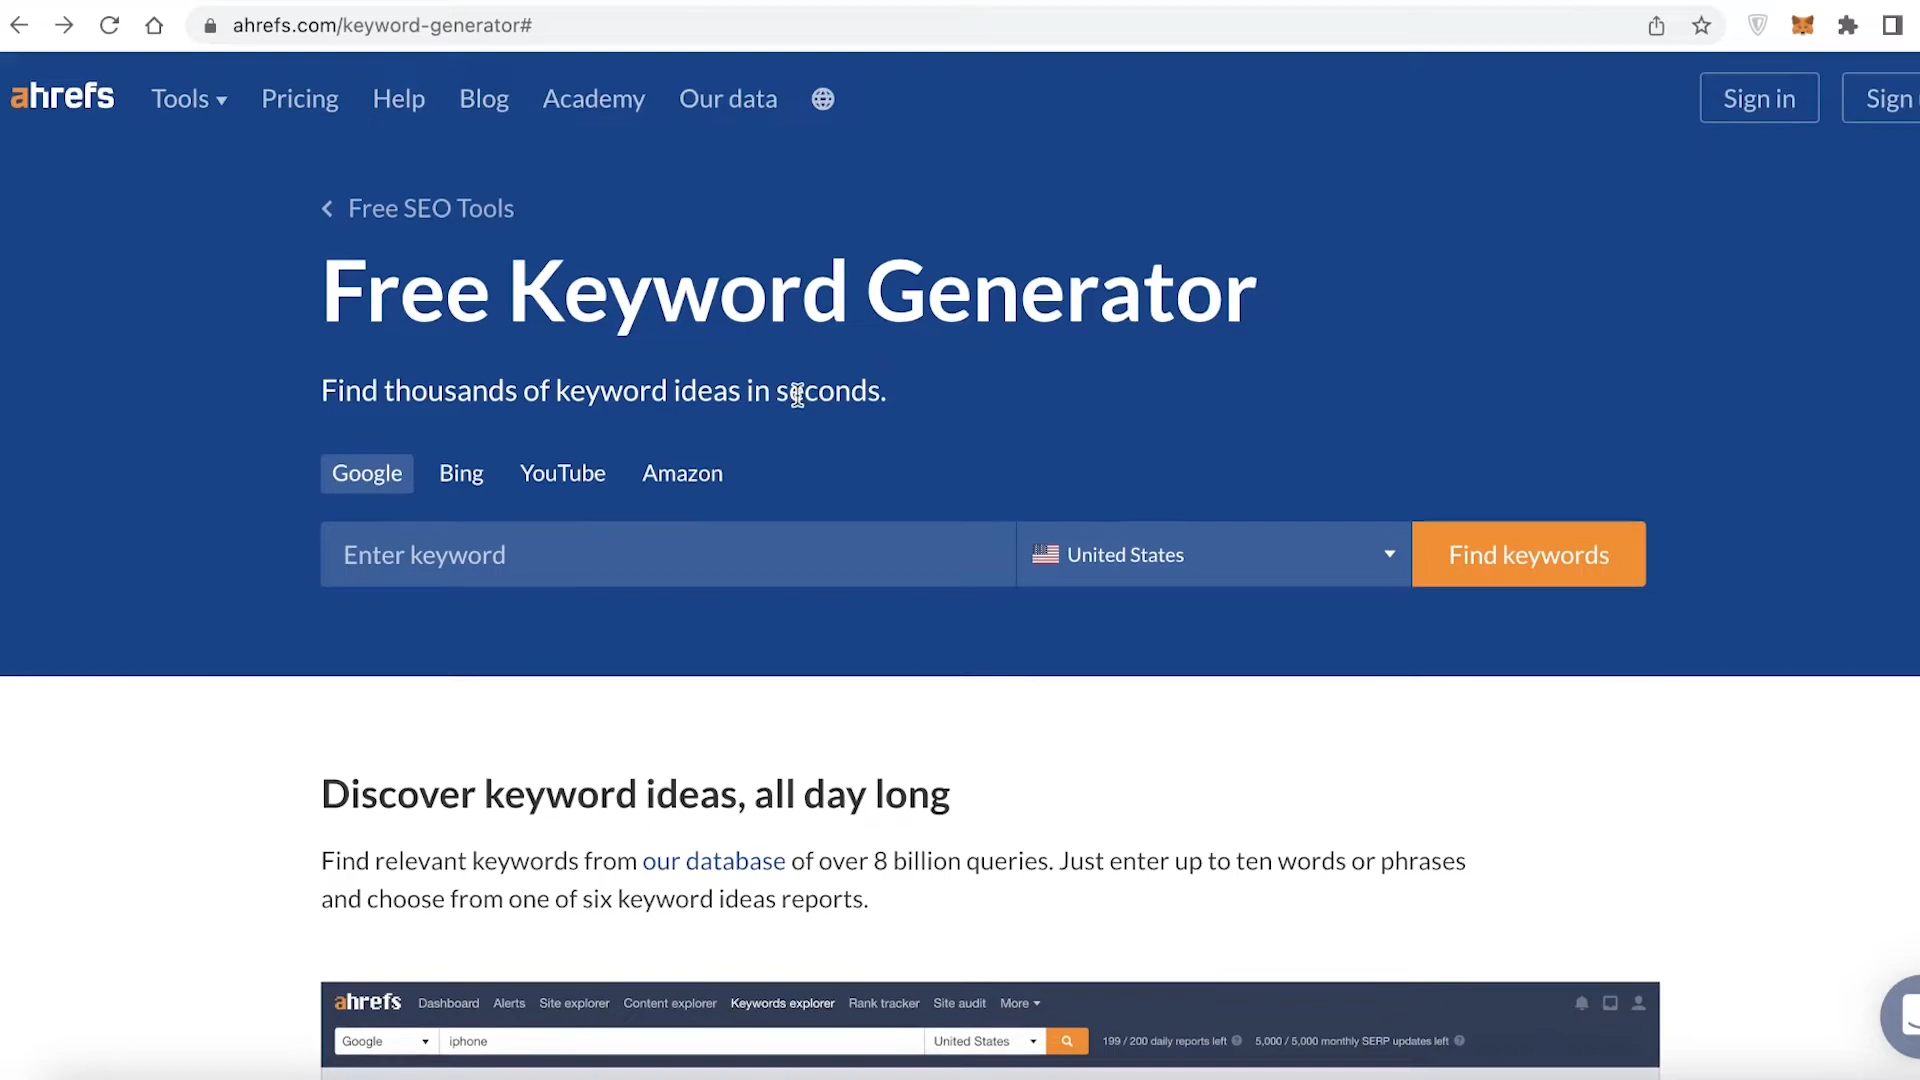 ahrefs.com/keyword-generator#
ahrefs Tools Pricing Help Blog Academy Our data Sign in Sign
Free SEO Tools
Free Keyword Generator
Find thousands of keyword ideas in seconds.
Google Bing YouTube Amazon
Enter keyword United States Find keywords
Discover keyword ideas, all day long
Find relevant keywords from our database of over 8 billion queries. Just enter up to ten words or phrases
and choose from one of six keyword ideas reports.
ahrefs Dashboard Alerts Site explorer Content explorer Keywords explorer Rank tracker Site audit More
Google iphone United States 199 / 200 daily reports left 5,000 / 5,000 monthly SERP updates left